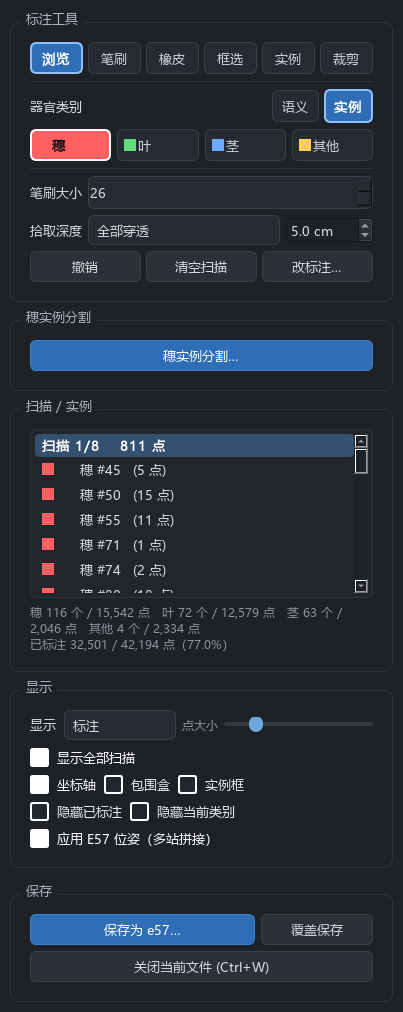 标注工具
浏览 笔刷 橡皮 框选 实例 裁剪
器官类别 语义 实例
穗 叶 茎 其他
笔刷大小 26
拾取深度 全部穿透 5.0 cm
撤销 清空扫描 改标注...
穗实例分割
穗实例分割...
扫描 / 实例
扫描 1/8 811 点
穗 #45 (5 点)
穗 #50 (15 点)
穗 #55 (11 点)
穗 #71 (1 点)
穗 #74 (2 点)
穗 116 个 / 15,542 点 叶 72 个 / 12,579 点 茎 63 个 /
2,046 点 其他 4 个 / 2,334 点
已标注 32,501 / 42,194 点 (77.0%)
显示
显示 标注 点大小
显示全部扫描
坐标轴 包围盒 实例框
隐藏已标注 隐藏当前类别
应用 E57 位姿（多站拼接）
保存
保存为 e57... 覆盖保存
关闭当前文件 (Ctrl+W)